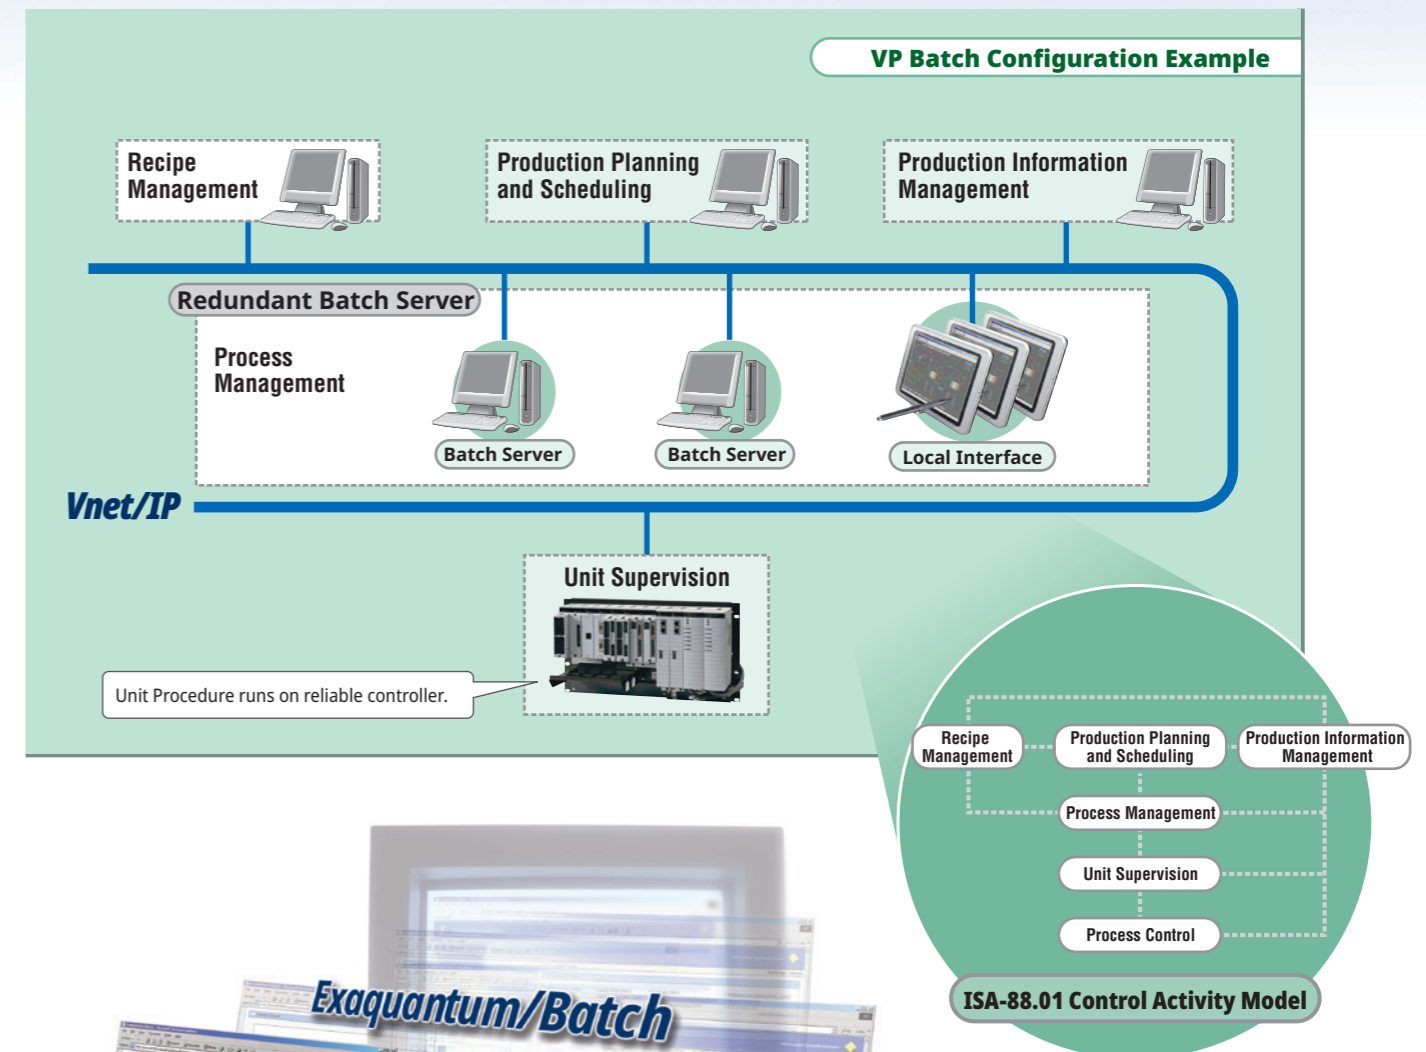 VP Batch Configuration Example
Recipe
Management
Production Planning
and Scheduling
Production Information
Management
Redundant Batch Server
Process
Management
Batch Server
Batch Server
Local Interface
Vnet/IP
Unit Supervision
Unit Procedure runs on reliable controller.
Recipe
Management
Production Planning
and Scheduling
Production Information
Management
Process Management
Unit Supervision
Process Control
ISA-88.01 Control Activity Model
Exaquantum/Batch